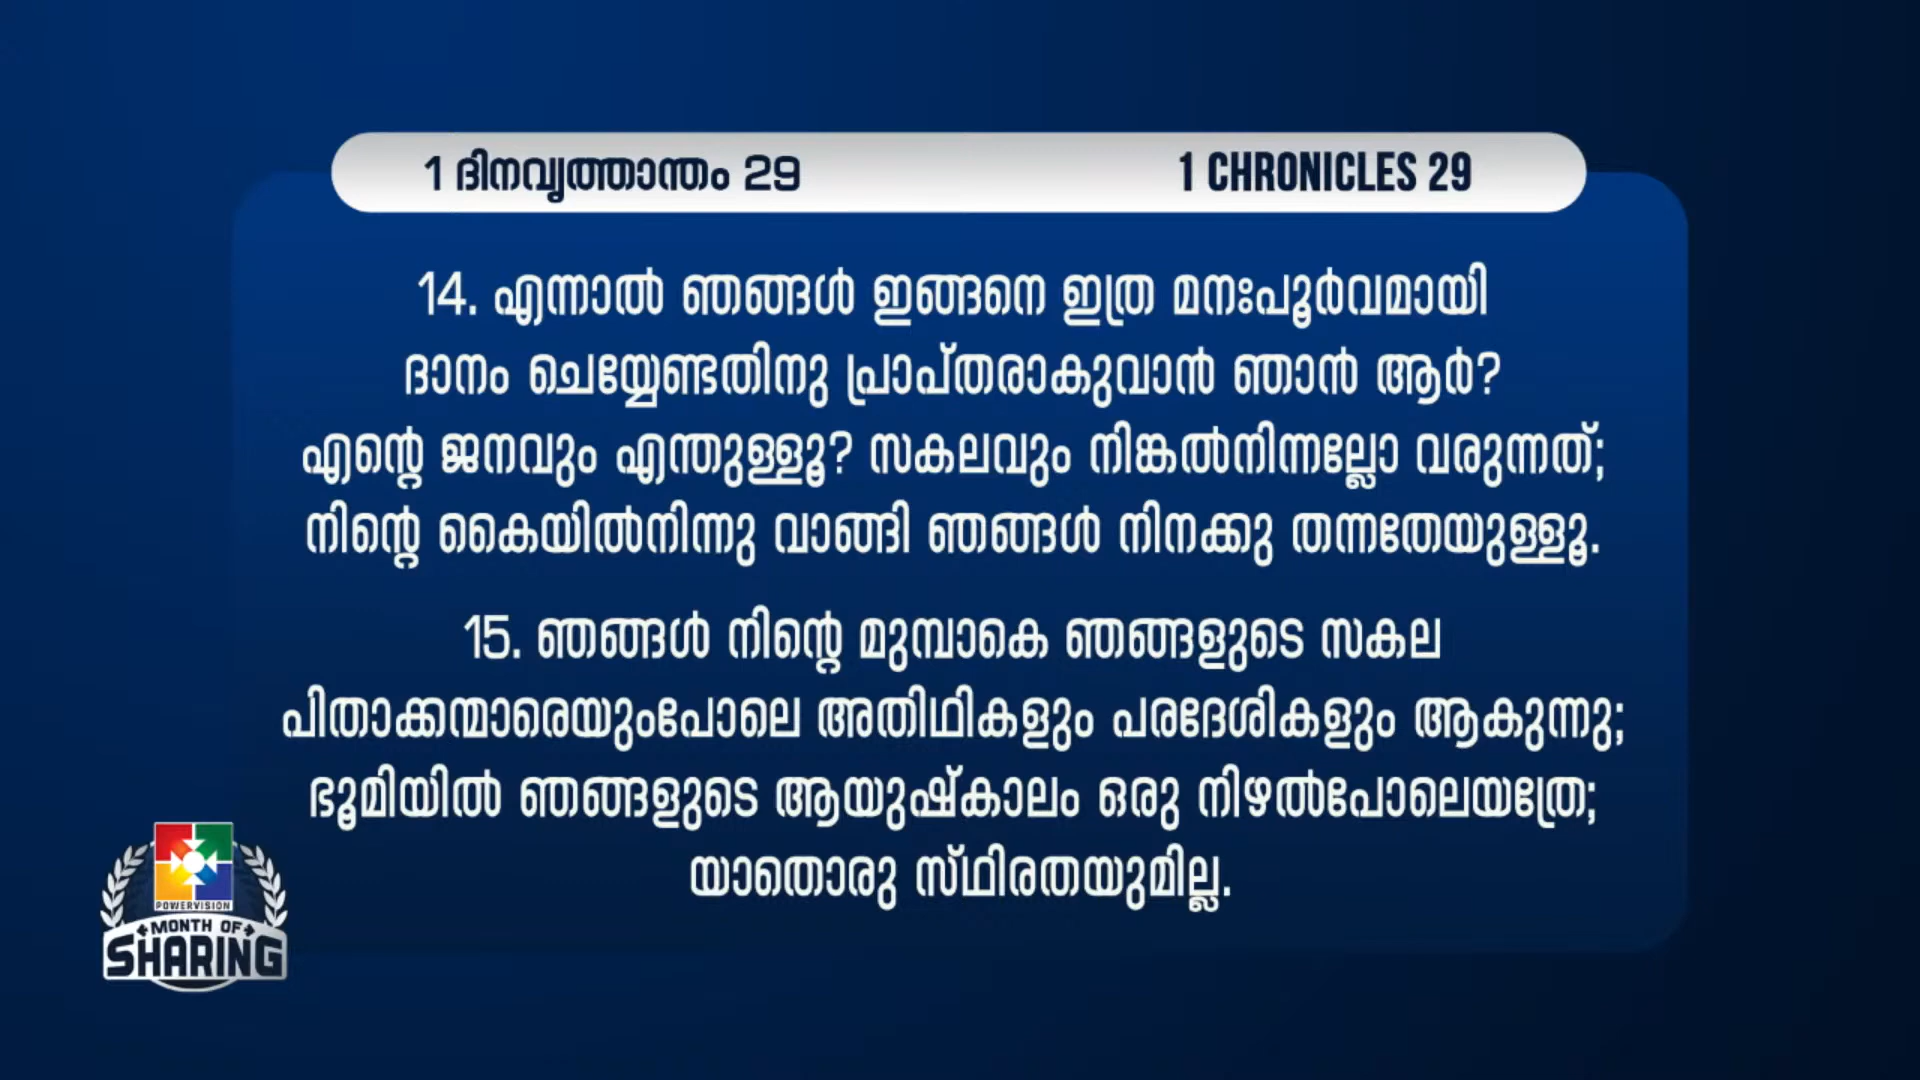 1 ദിനവൃത്താന്തം 29
1 CHRONICLES 29
14. എന്നാൽ ഞങ്ങൾ ഇങ്ങനെ ഇത്ര മനഃപൂർവമായി
ദാനം ചെയ്യേണ്ടതിനു പ്രാപ്തരാകുവാൻ ഞാൻ ആർ?
എന്റെ ജനവും എന്തുള്ളൂ? സകലവും നിങ്കൽനിന്നല്ലോ വരുന്നത്;
നിന്റെ കൈയിൽനിന്നു വാങ്ങി ഞങ്ങൾ നിനക്കു തന്നതേയുള്ളൂ.
15. ഞങ്ങൾ നിന്റെ മുമ്പാകെ ഞങ്ങളുടെ സകല
പിതാക്കന്മാരെയുംപോലെ അതിഥികളും പരദേശികളും ആകുന്നു;
ഭൂമിയിൽ ഞങ്ങളുടെ ആയുഷ്കാലം ഒരു നിഴൽപോലെയത്രേ;
യാതൊരു സ്ഥിരതയുമില്ല.
POWERVISION
MONTH OF
SHARING